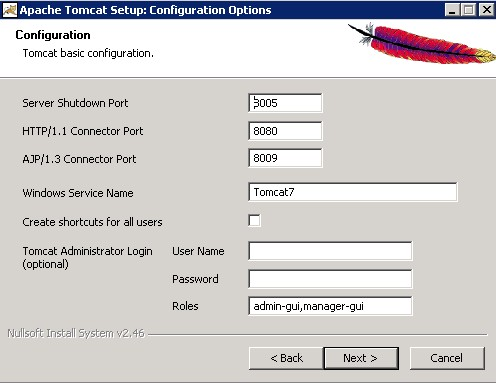 Apache Tomcat Setup: Configuration Options
Configuration
Tomcat basic configuration.
Server Shutdown Port 8005
HTTP/1.1 Connector Port 8080
AJP/1.3 Connector Port 8009
Windows Service Name Tomcat7
Create shortcuts for all users
Tomcat Administrator Login (optional)
User Name
Password
Roles admin-gui,manager-gui
Nullsoft Install System v2.46
< Back Next > Cancel